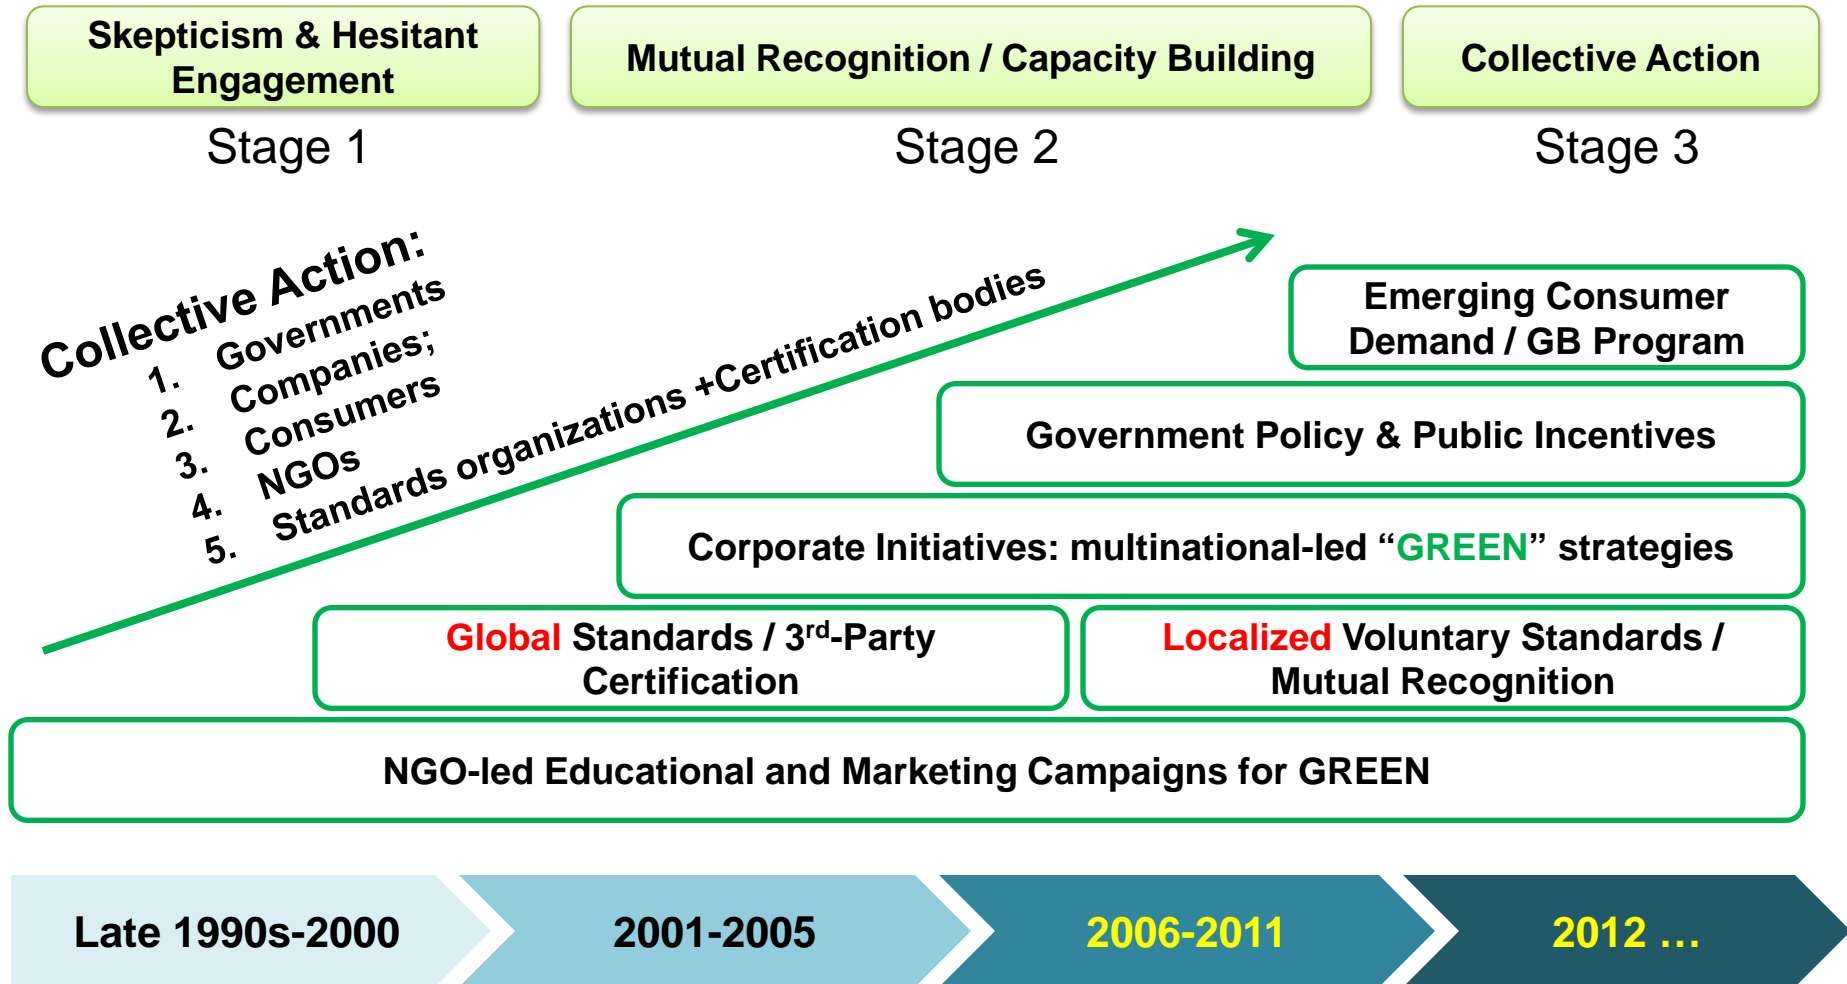 Skepticism & Hesitant
Engagement
Mutual Recognition / Capacity Building
Collective Action
Stage 1
Stage 2
Stage 3
Collective Action:
1. Governments
2. Companies;
3. Consumers
4. NGOs
5. Standards organizations +Certification bodies
Emerging Consumer
Demand / GB Program
Government Policy & Public Incentives
Corporate Initiatives: multinational-led “GREEN” strategies
Global Standards / 3rd-Party
Certification
Localized Voluntary Standards /
Mutual Recognition
NGO-led Educational and Marketing Campaigns for GREEN
Late 1990s-2000
2001-2005
2006-2011
2012 …